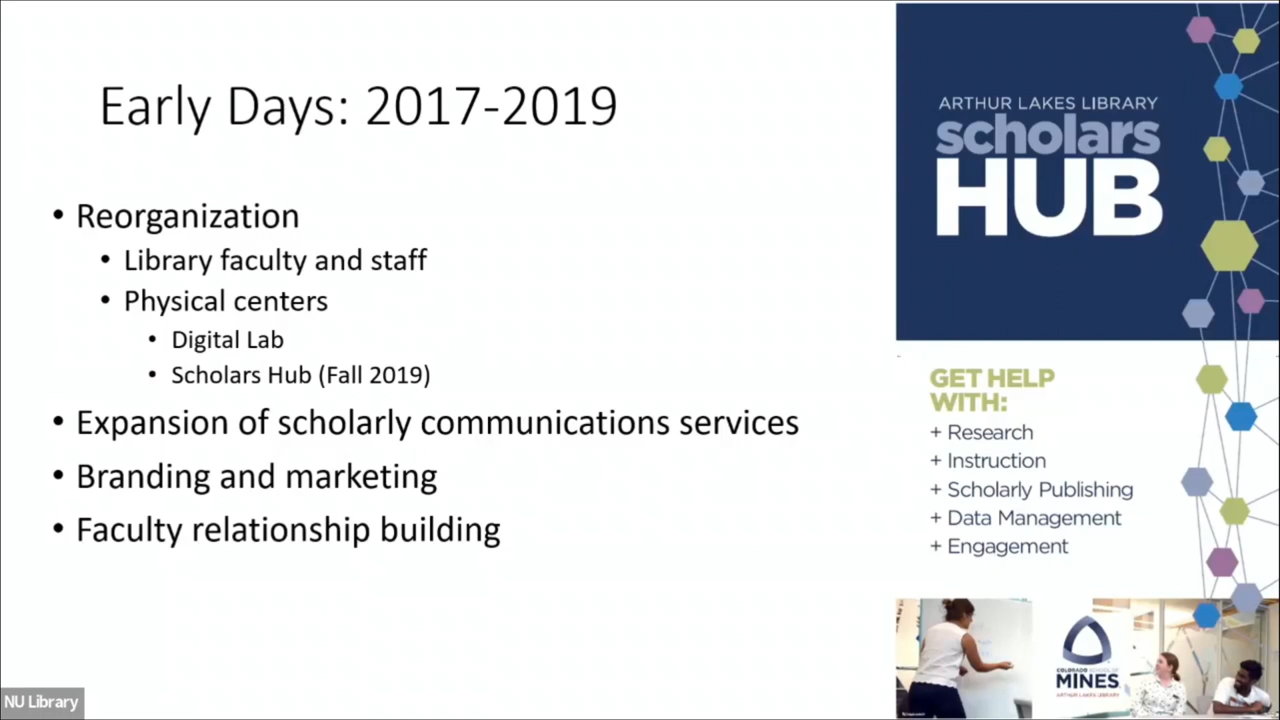 Early Days: 2017-2019
• Reorganization
• Library faculty and staff
• Physical centers
• Digital Lab
• Scholars Hub (Fall 2019)
• Expansion of scholarly communications services
• Branding and marketing
• Faculty relationship building
ARTHUR LAKES LIBRARY
scholars
HUB
GET HELP
WITH:
+ Research
+ Instruction
+ Scholarly Publishing
+ Data Management
+ Engagement
COLORADO SCHOOL OF
MINES
ARTHUR LAKES LIBRARY
NU Library